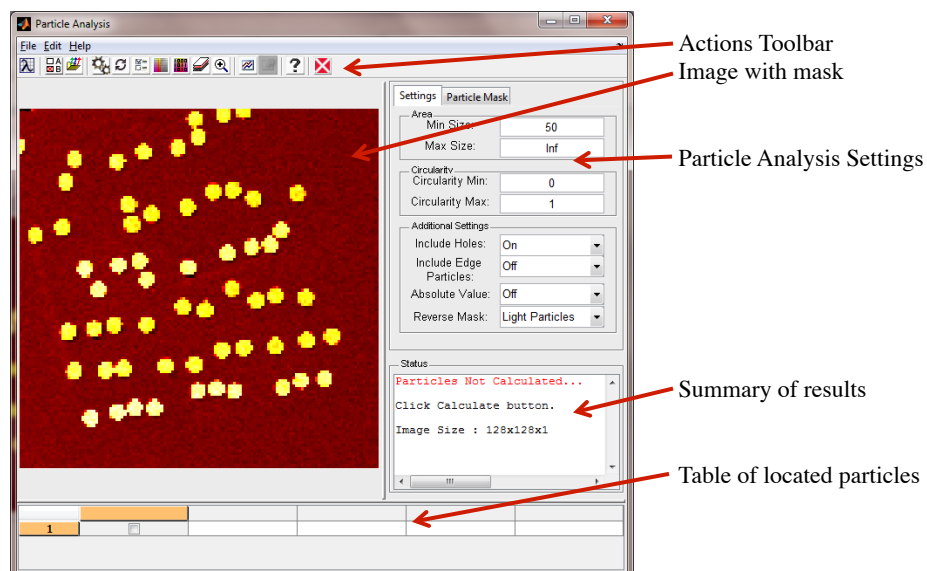 Particle Analysis
File Edit Help
Actions Toolbar
Image with mask
Settings Particle Mask
Area
Min Size: 50
Max Size: Inf
Particle Analysis Settings
Circularity
Circularity Min: 0
Circularity Max: 1
Additional Settings
Include Holes: On
Include Edge Particles: Off
Absolute Value: Off
Reverse Mask: Light Particles
Status
Particles Not Calculated...
Click Calculate button.
Image Size : 128x128x1
Summary of results
Table of located particles
1